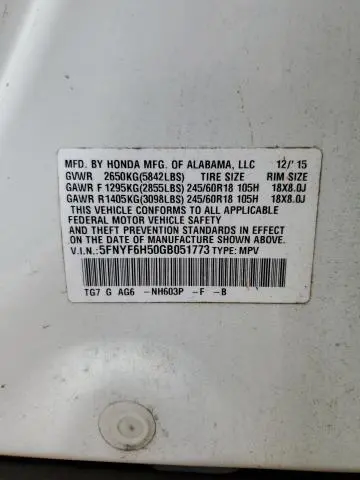 MFD. BY HONDA MFG. OF ALABAMA, LLC 12/'15
GVWR 2650KG(5842LBS) TIRE SIZE RIM SIZE
GAWR F 1295KG(2855LBS) 245/60R18 105H 18X8.0J
GAWR R 1405KG(3098LBS) 245/60R18 105H 18X8.0J
THIS VEHICLE CONFORMS TO ALL APPLICABLE
FEDERAL MOTOR VEHICLE SAFETY
AND THEFT PREVENTION STANDARDS IN EFFECT
ON THE DATE OF MANUFACTURE SHOWN ABOVE.
V.I.N.: 5FNYF6H50GB051773 TYPE: MPV
TG7 G AG6 -NH603P -F -B